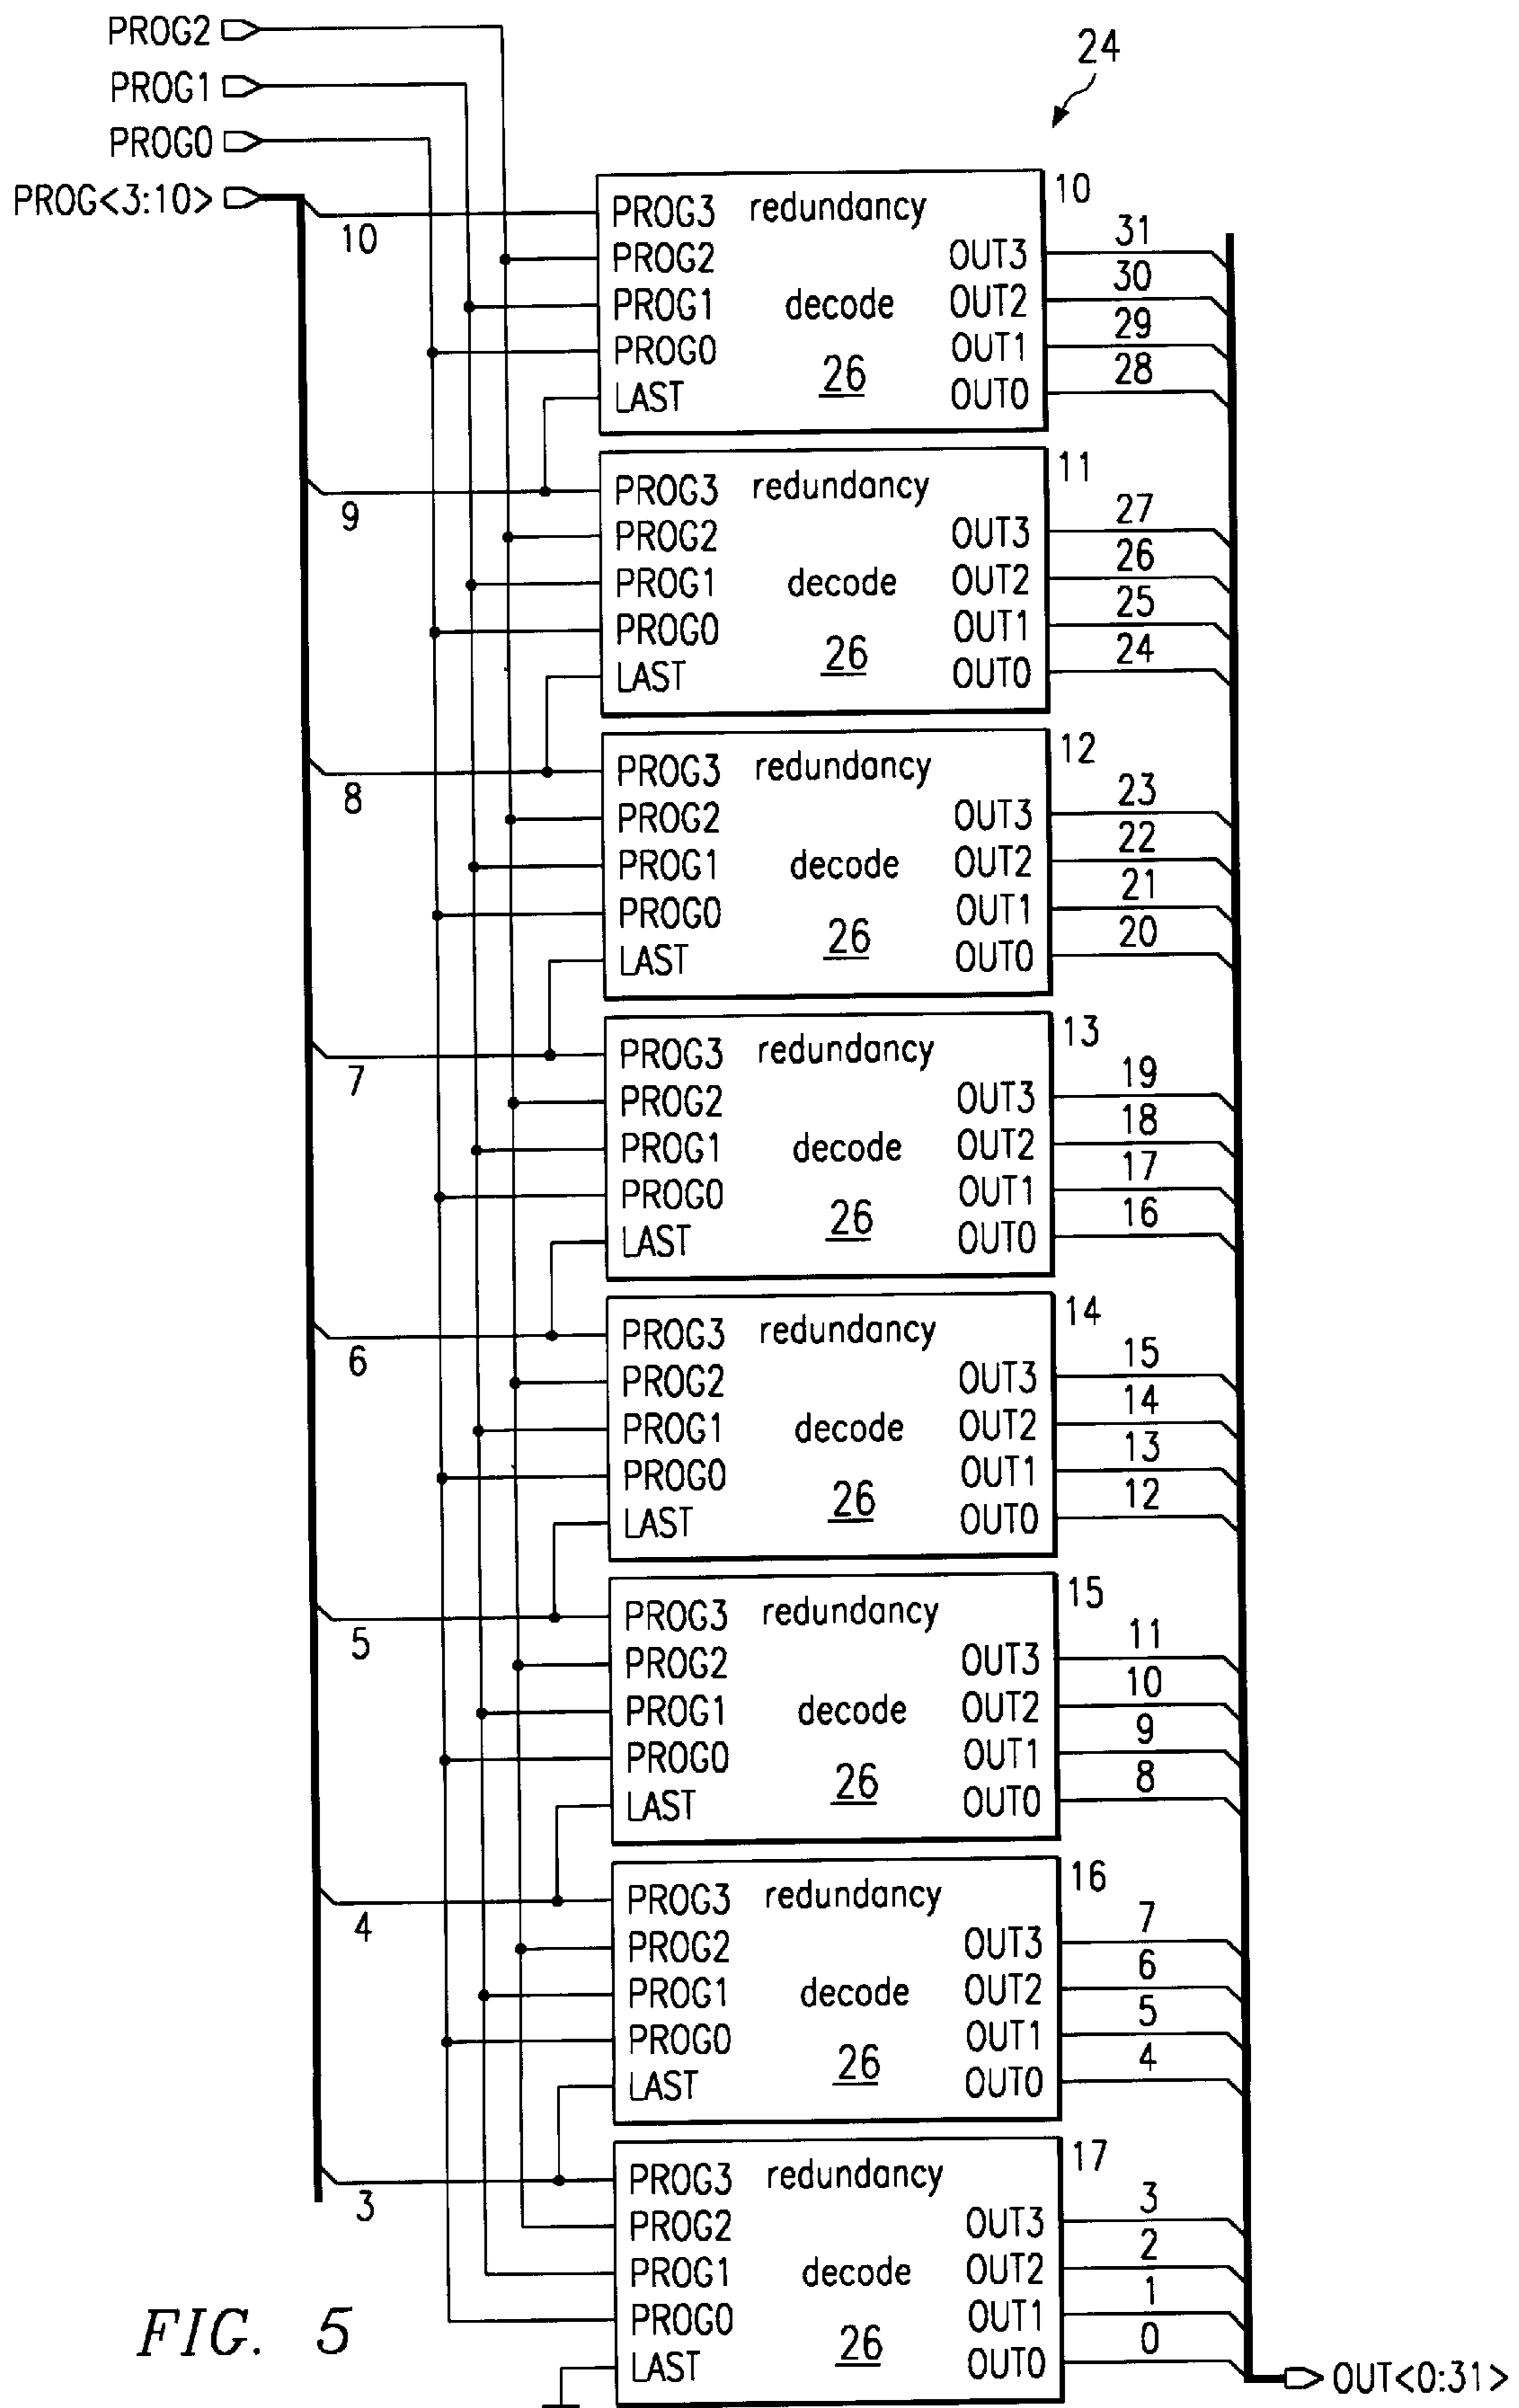 PROG2
PROG1
PROG0
PROG<3:10>
24
10
PROG3 redundancy
10
PROG2 OUT3 31
PROG1 decode OUT2 30
PROG0 OUT1 29
LAST 26 OUT0 28
9
PROG3 redundancy
11
PROG2 OUT3 27
PROG1 decode OUT2 26
PROG0 OUT1 25
LAST 26 OUT0 24
8
PROG3 redundancy
12
PROG2 OUT3 23
PROG1 decode OUT2 22
PROG0 OUT1 21
LAST 26 OUT0 20
7
PROG3 redundancy
13
PROG2 OUT3 19
PROG1 decode OUT2 18
PROG0 OUT1 17
LAST 26 OUT0 16
6
PROG3 redundancy
14
PROG2 OUT3 15
PROG1 decode OUT2 14
PROG0 OUT1 13
LAST 26 OUT0 12
5
PROG3 redundancy
15
PROG2 OUT3 11
PROG1 decode OUT2 10
PROG0 OUT1 9
LAST 26 OUT0 8
4
PROG3 redundancy
16
PROG2 OUT3 7
PROG1 decode OUT2 6
PROG0 OUT1 5
LAST 26 OUT0 4
3
PROG3 redundancy
17
PROG2 OUT3 3
PROG1 decode OUT2 2
PROG0 OUT1 1
LAST 26 OUT0 0
OUT<0:31>
FIG. 5